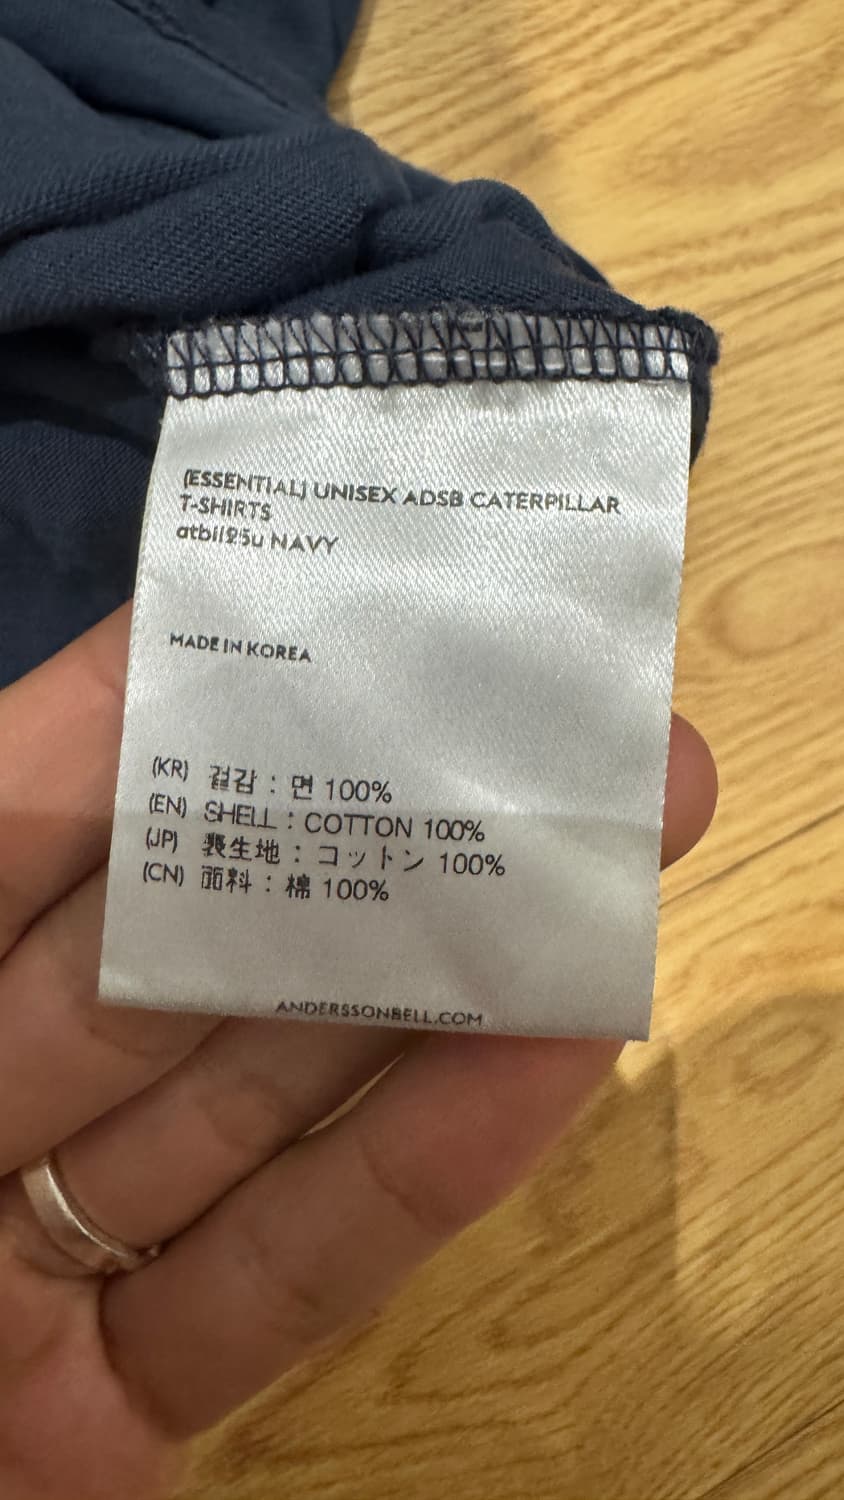 (ESSENTIAL) UNISEX ADSB CATERPILLAR
T-SHIRTS
atb1195u NAVY
MADE IN KOREA
(KR) 겉감 : 면 100%
(EN) SHELL : COTTON 100%
(JP) 表生地 : コットン 100%
(CN) 面料 : 棉 100%
ANDERSSONBELL.COM